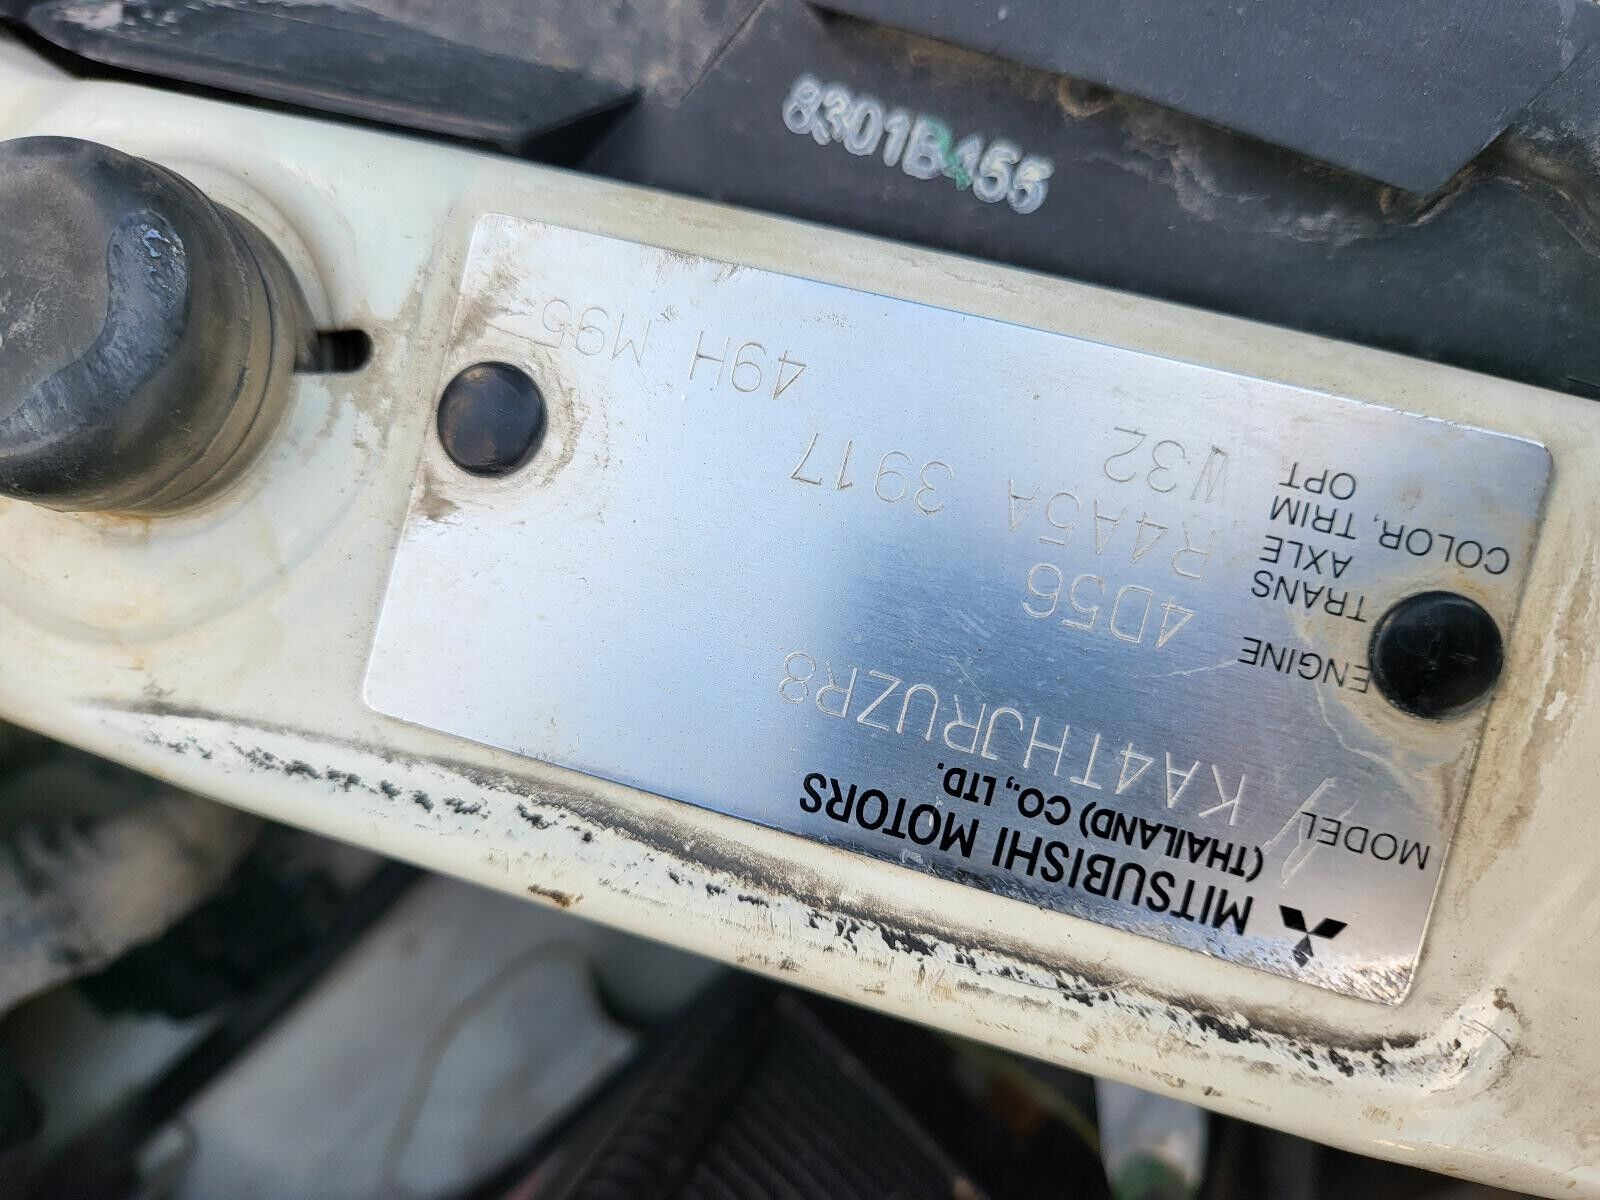 MITSUBISHI MOTORS
(THAILAND) CO., LTD.
MODEL KA4THJRUZR8
ENGINE 4D56
TRANS R4A5A 3917
AXLE
COLOR, TRIM W32 49H M95
OPT
8301B455